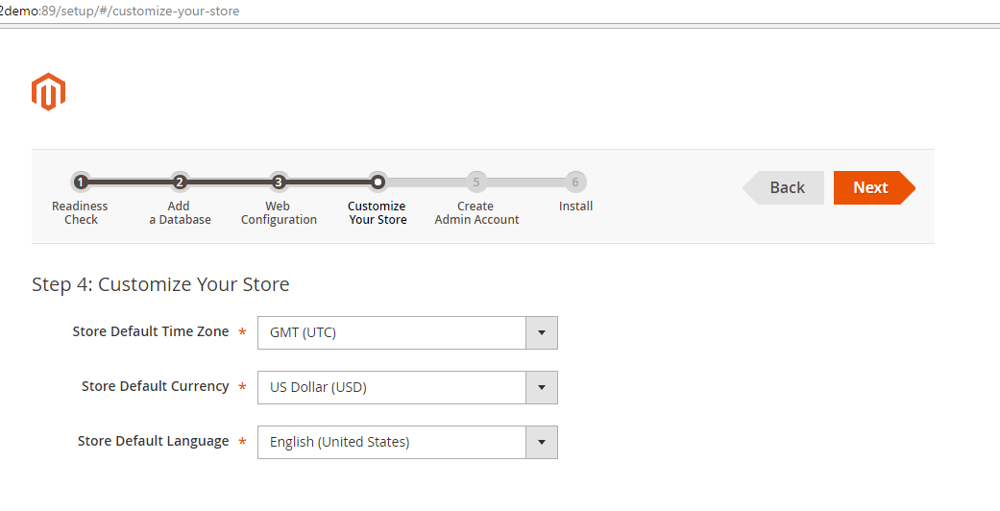 2demo:89/setup/#/customize-your-store
1 2 3 5 6
Readiness Check
Add a Database
Web Configuration
Customize Your Store
Create Admin Account
Install
Back
Next
Step 4: Customize Your Store
Store Default Time Zone * GMT (UTC)
Store Default Currency * US Dollar (USD)
Store Default Language * English (United States)